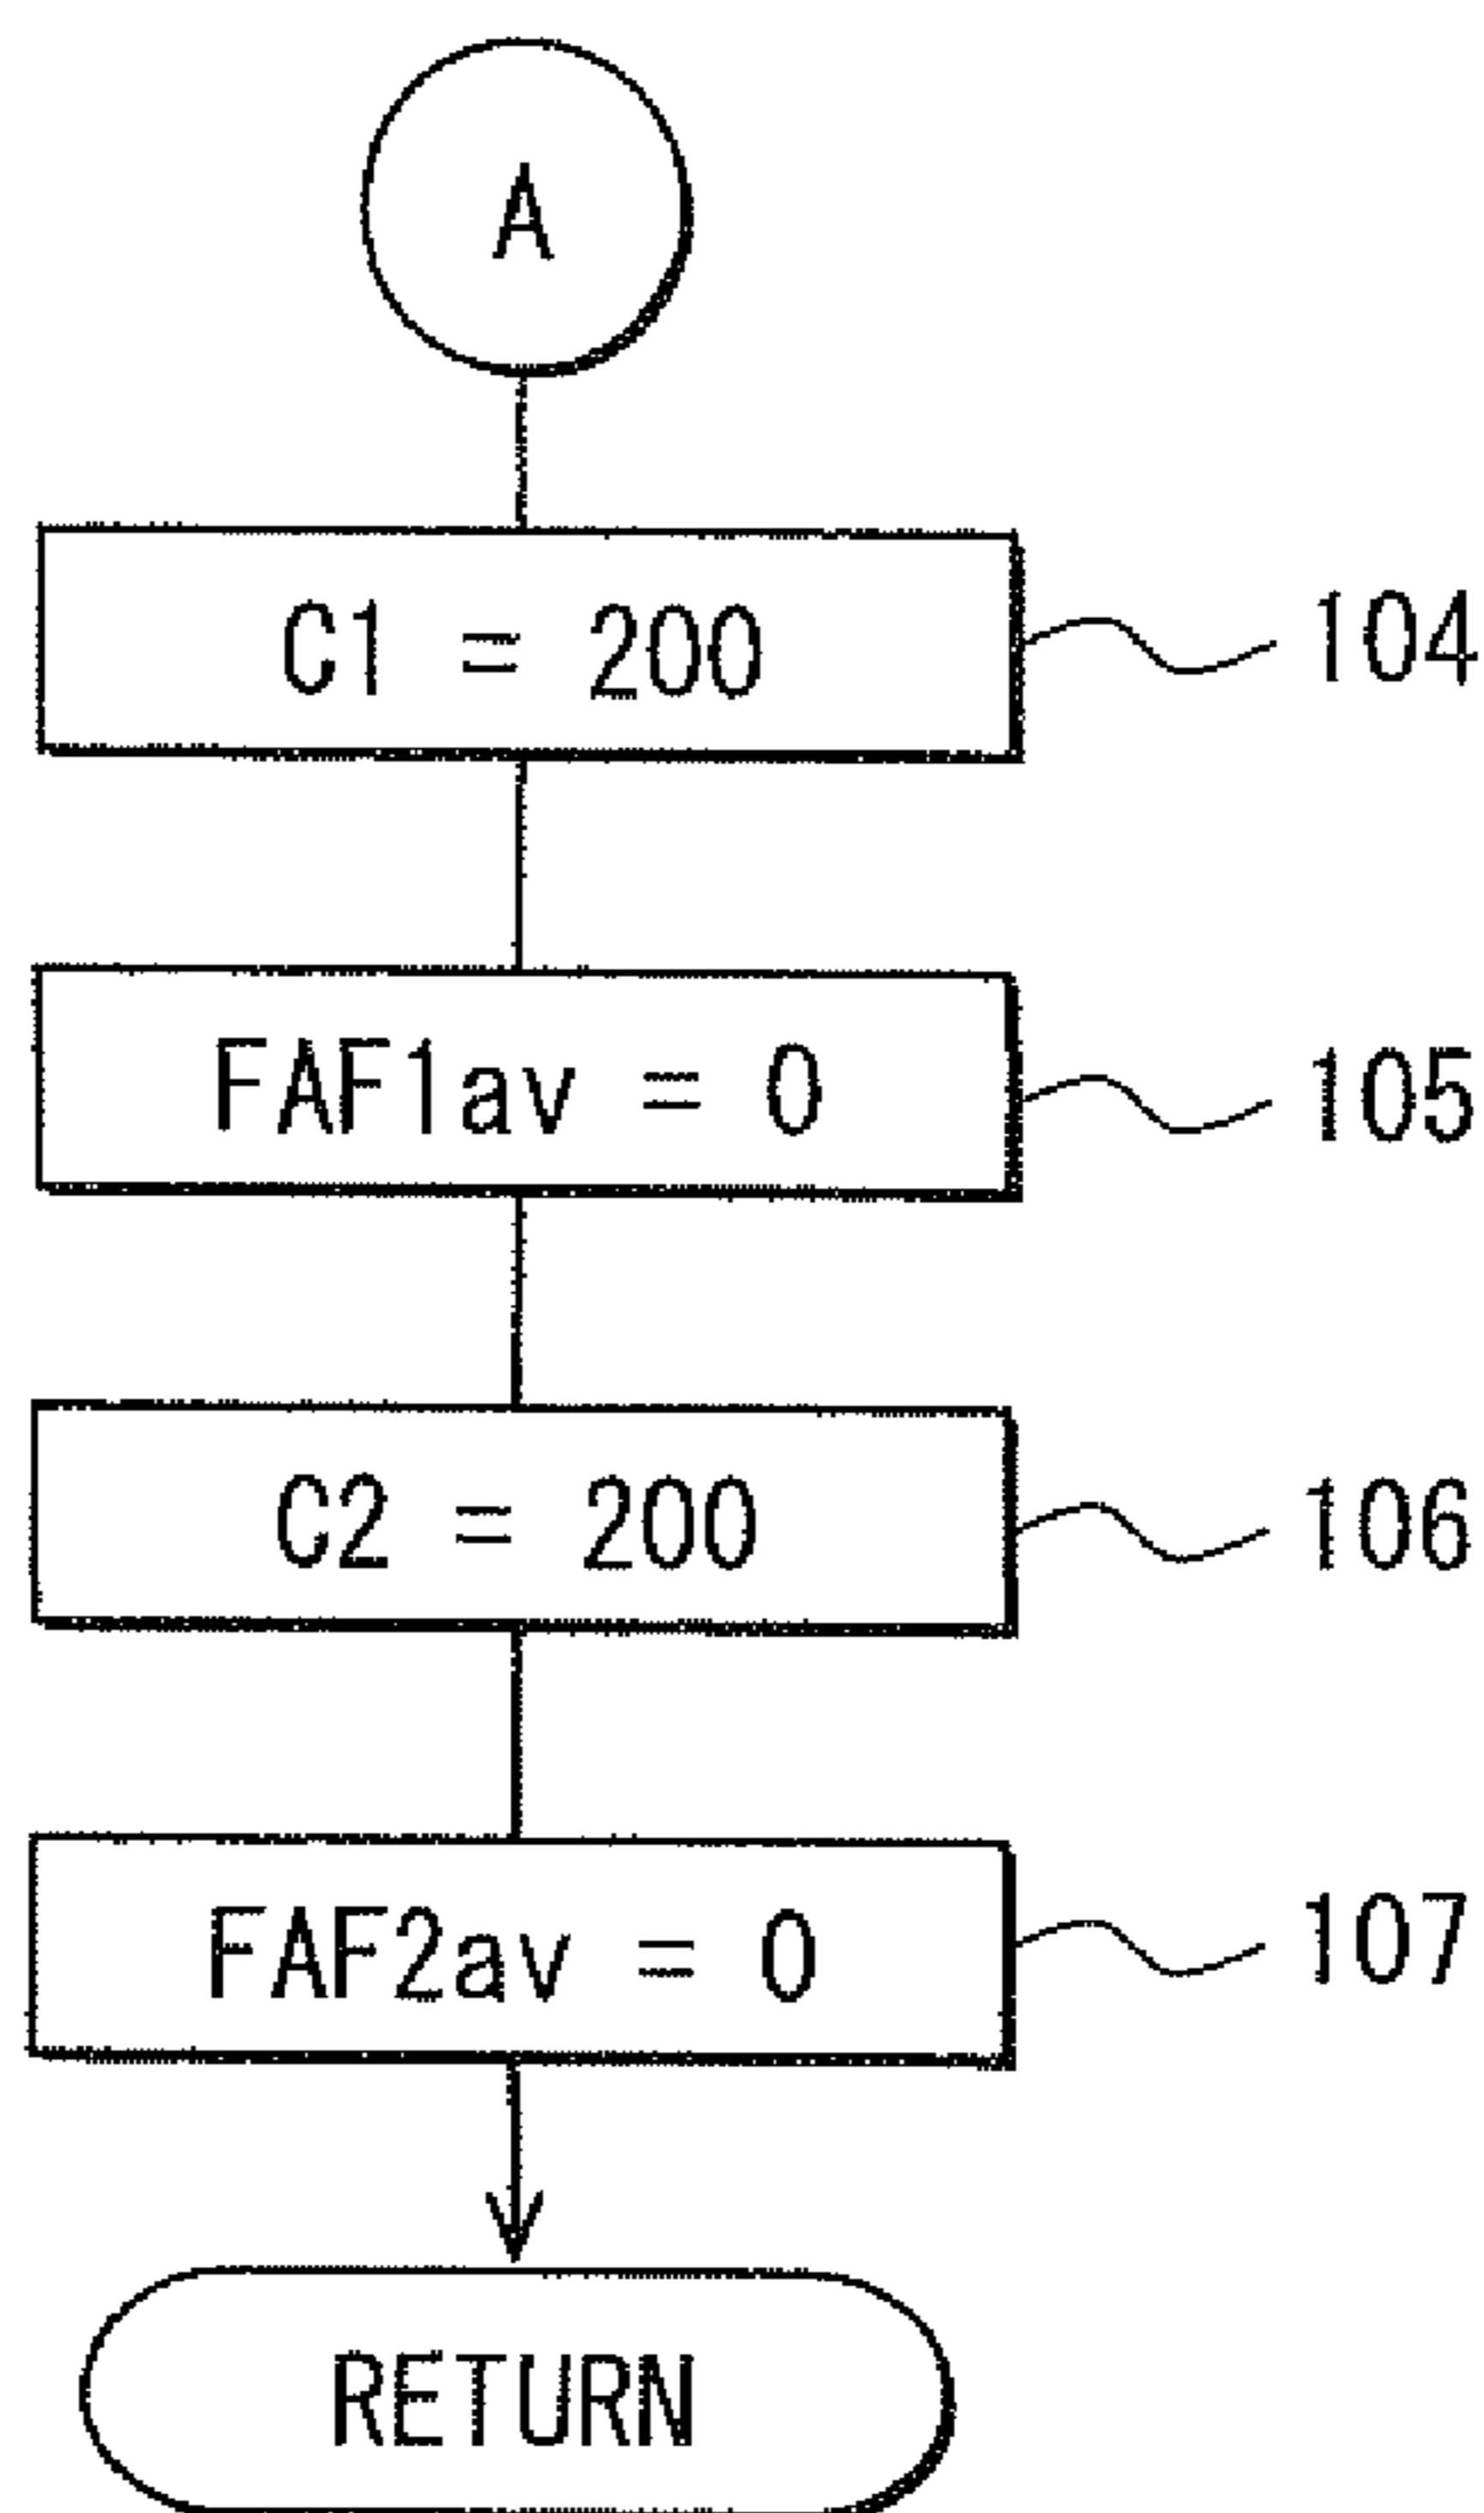 A
C1 = 200 104
FAF1av = 0 105
C2 = 200 106
FAF2av = 0 107
RETURN